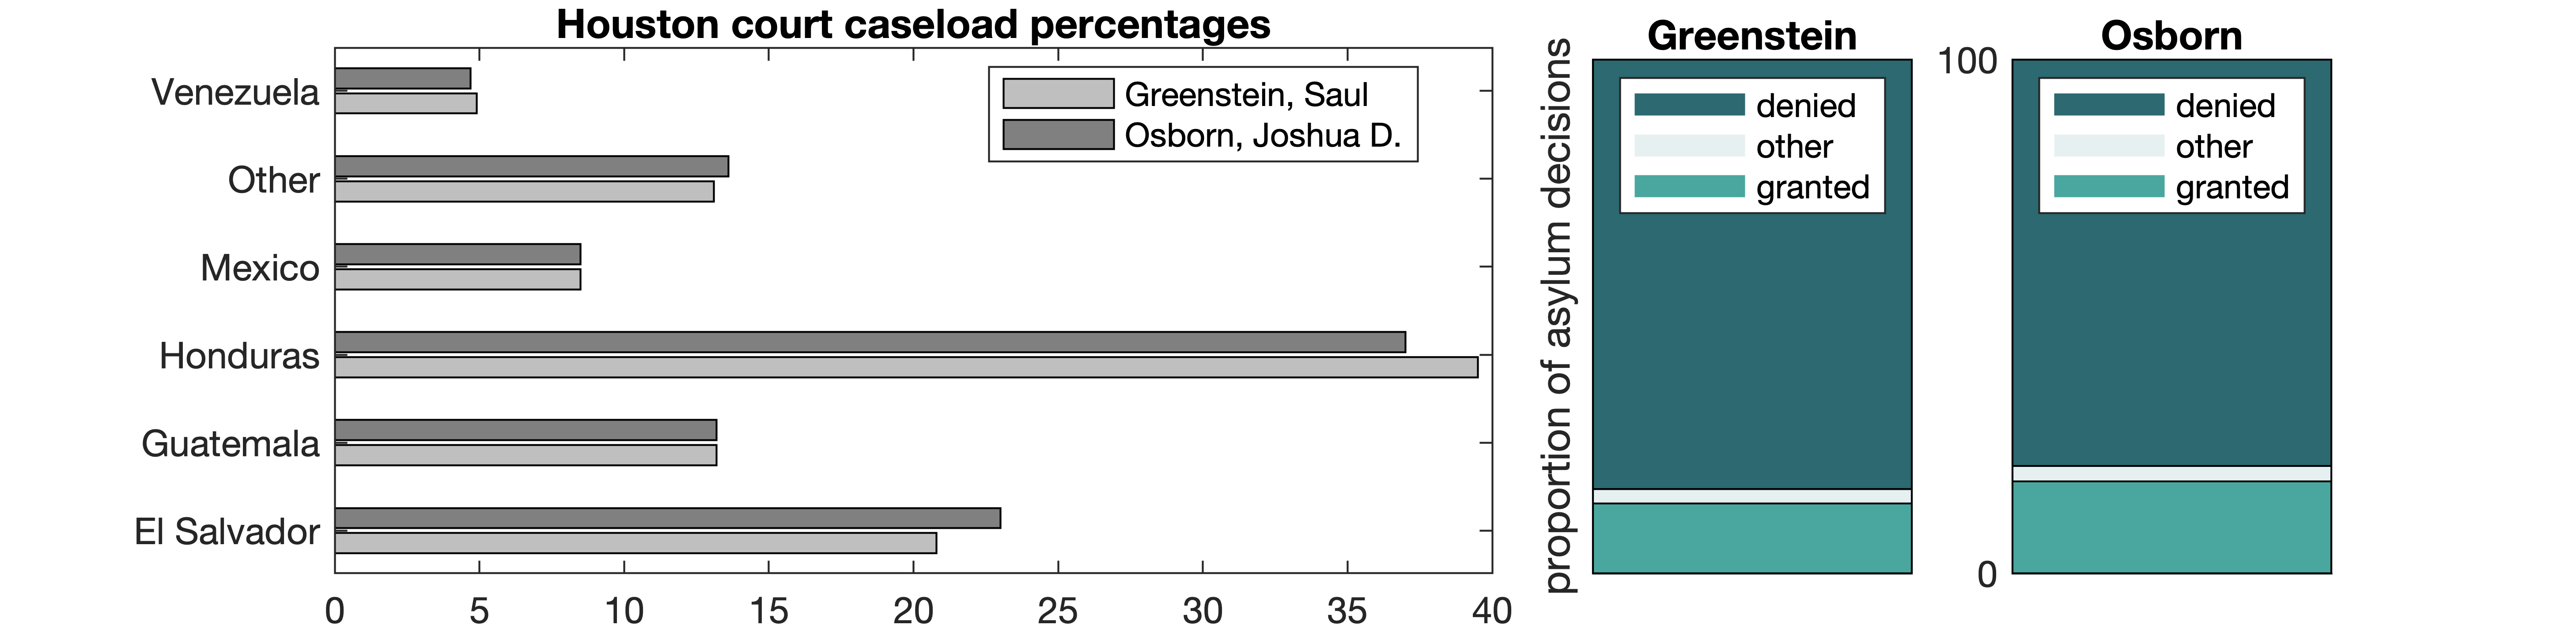 Houston court caseload percentages
Venezuela
Other
Mexico
Honduras
Guatemala
El Salvador
0 5 10 15 20 25 30 35 40
Greenstein, Saul
Osborn, Joshua D.
proportion of asylum decisions
Greenstein
denied
other
granted
Osborn
100
0
denied
other
granted